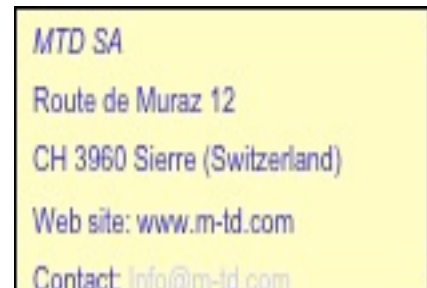 MTD SA
Route de Muraz 12
CH 3960 Sierre (Switzerland)
Web site: www.m-td.com
Contact: Info@m-td.com